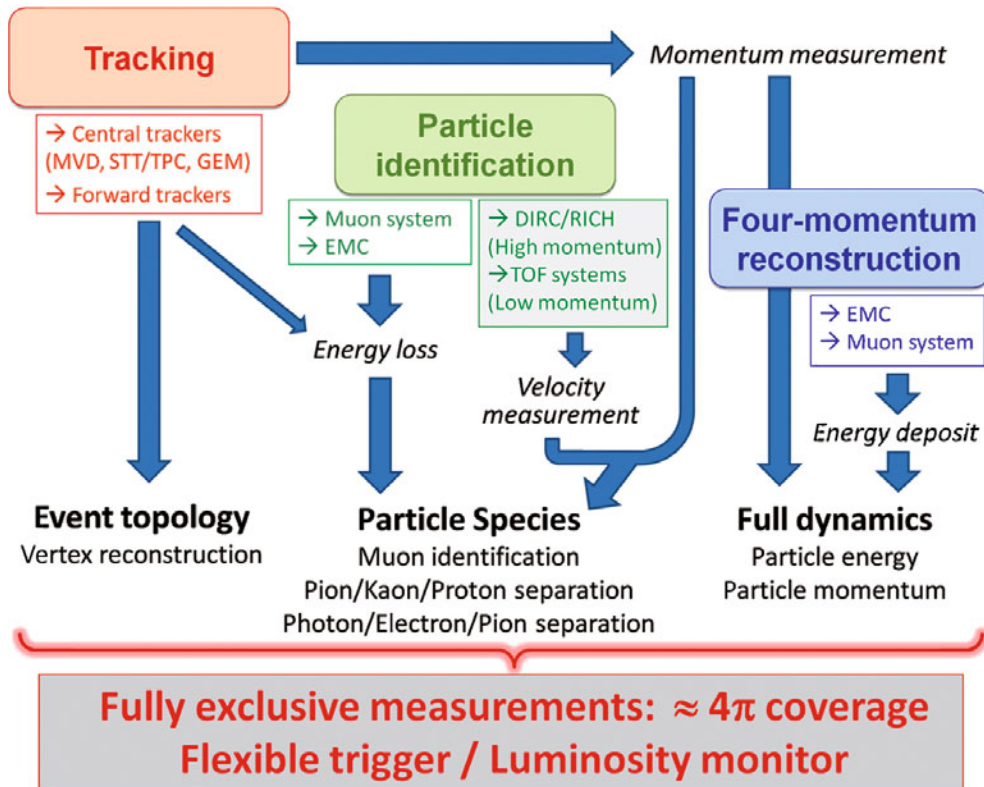 Tracking
Momentum measurement
→ Central trackers
(MVD, STT/TPC, GEM)
→ Forward trackers
Particle
identification
→ Muon system
→ EMC
→ DIRC/RICH
(High momentum)
→TOF systems
(Low momentum)
Four-momentum
reconstruction
→ EMC
→ Muon system
Energy loss
Velocity
measurement
Energy deposit
Event topology
Vertex reconstruction
Particle Species
Muon identification
Pion/Kaon/Proton separation
Photon/Electron/Pion separation
Full dynamics
Particle energy
Particle momentum
Fully exclusive measurements: ≈ 4π coverage
Flexible trigger / Luminosity monitor